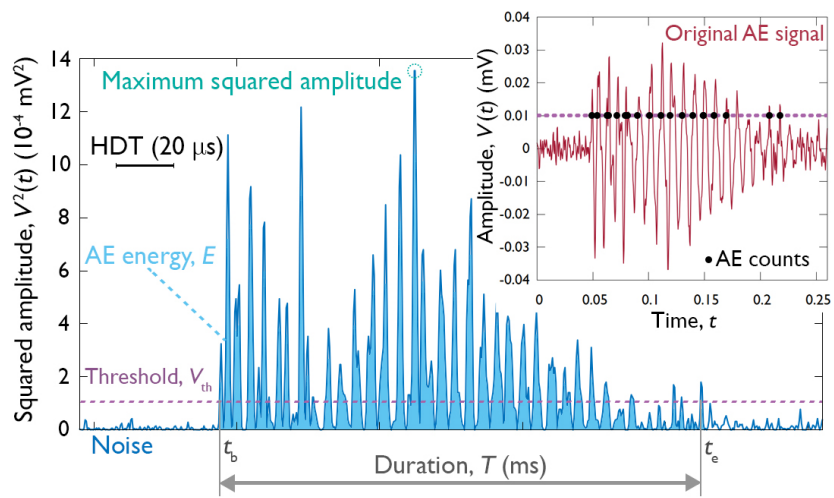 14
12
10
8
6
4
2
0
Squared amplitude, V²(t) (10⁻⁴ mV²)
Maximum squared amplitude
HDT (20 μs)
AE energy, E
Threshold, Vth
Noise
tb
te
Duration, T (ms)
Original AE signal
0.04
0.03
0.02
0.01
0
-0.01
-0.02
-0.03
-0.04
Amplitude, V(t) (mV)
AE counts
0 0.05 0.1 0.15 0.2 0.25
Time, t